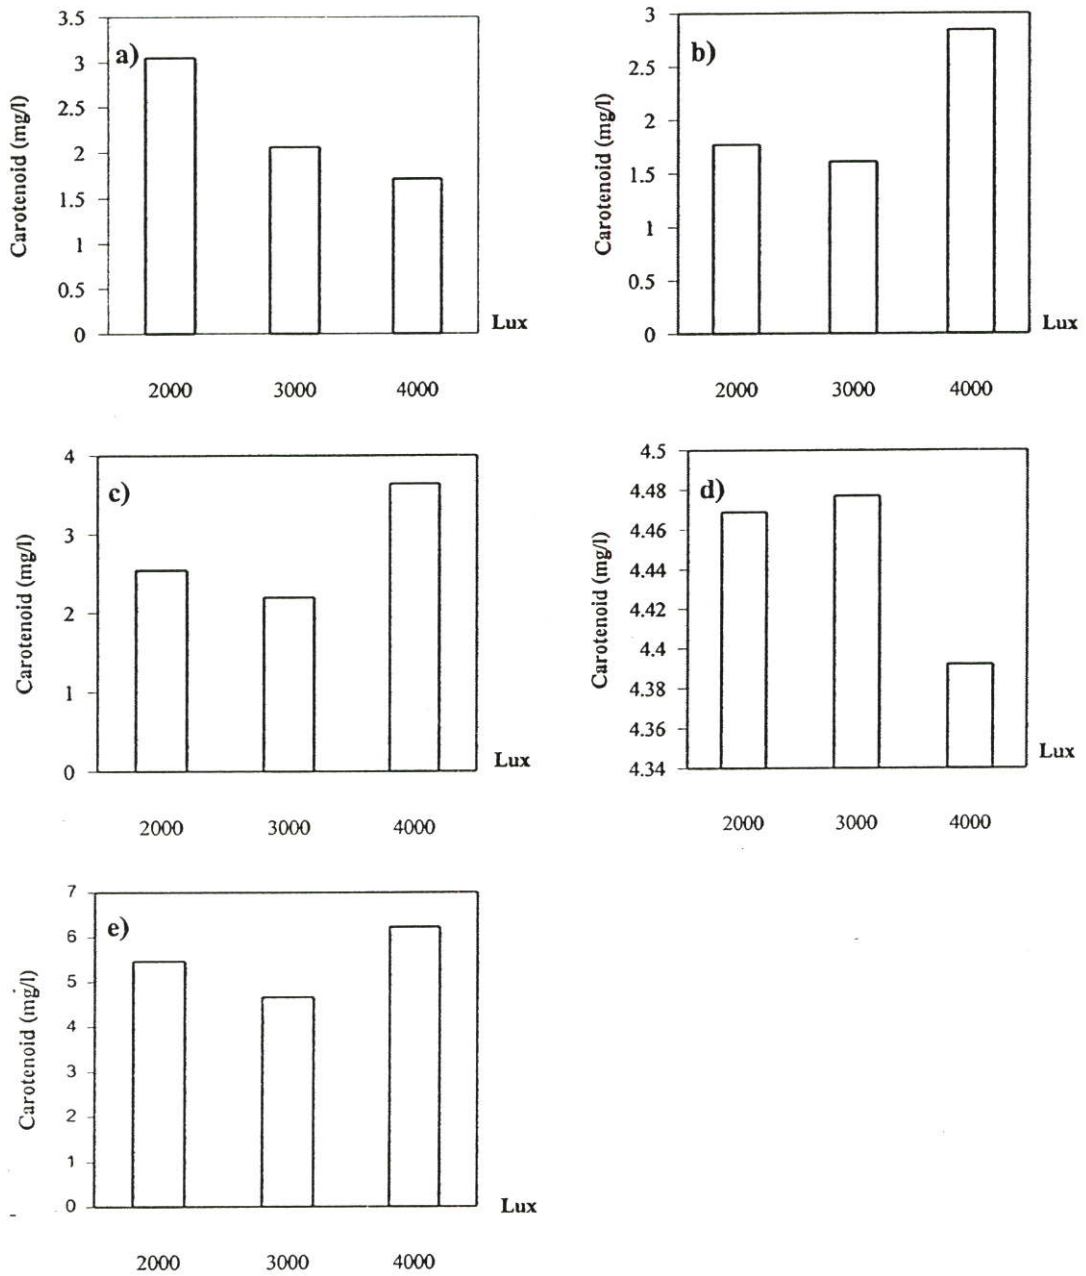 a)
Carotenoid (mg/l)
3.5
3
2.5
2
1.5
1
0.5
0
Lux
2000 3000 4000
b)
Carotenoid (mg/l)
3
2.5
2
1.5
1
0.5
0
Lux
2000 3000 4000
c)
Carotenoid (mg/l)
4
3
2
1
0
Lux
2000 3000 4000
d)
Carotenoid (mg/l)
4.5
4.48
4.46
4.44
4.42
4.4
4.38
4.36
4.34
Lux
2000 3000 4000
e)
Carotenoid (mg/l)
7
6
5
4
3
2
1
0
Lux
2000 3000 4000